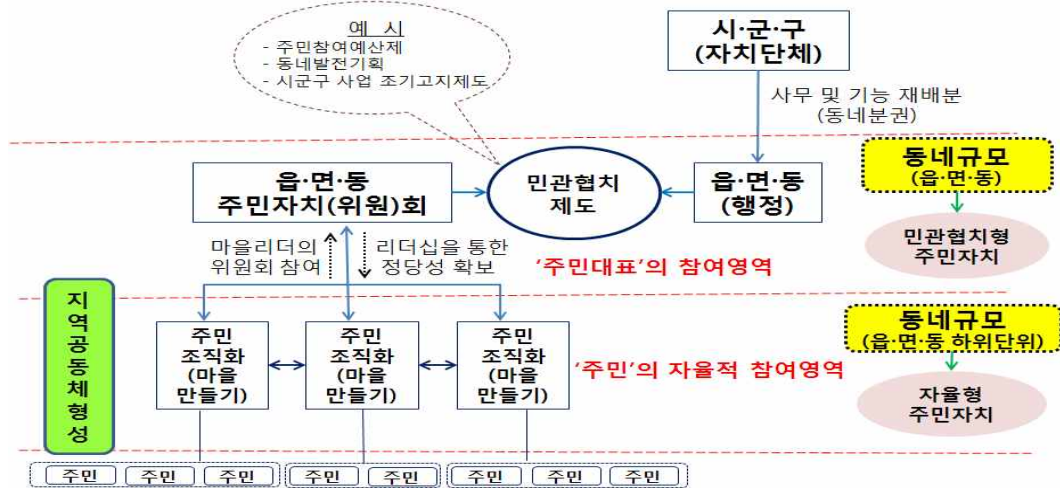 예 시
- 주민참여예산제
- 동네발전기획
- 시군구 사업 조기고지제도
시·군·구
(자치단체)
사무 및 기능 재배분
(동네분권)
읍·면·동
주민자치(위원)회
민관협치
제도
읍·면·동
(행정)
동네규모
(읍·면·동)
민관협치형
주민자치
마을리더의
위원회 참여
리더십을 통한
정당성 확보
'주민대표'의 참여영역
지역공동체형성
주민
조직화
(마을
만들기)
주민
조직화
(마을
만들기)
주민
조직화
(마을
만들기)
'주민'의 자율적 참여영역
동네규모
(읍·면·동 하위단위)
자율형
주민자치
주민 주민 주민 주민 주민 주민 주민 주민